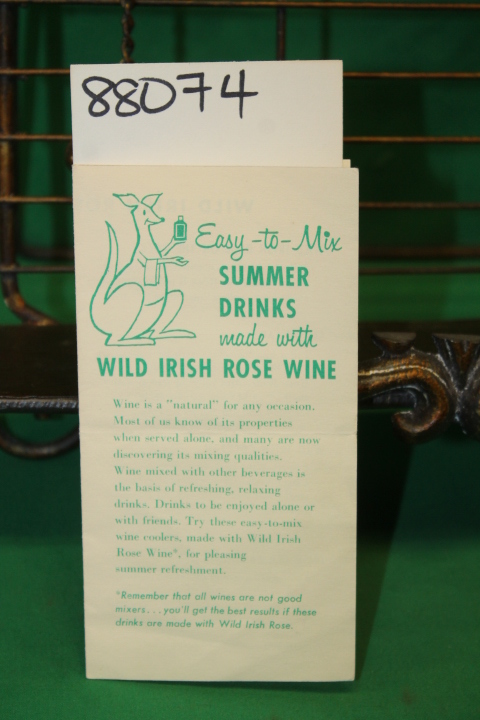 88074
Easy-to-Mix
SUMMER
DRINKS
made with
WILD IRISH ROSE WINE
Wine is a "natural" for any occasion.
Most of us know of its properties
when served alone, and many are now
discovering its mixing qualities.
Wine mixed with other beverages is
the basis of refreshing, relaxing
drinks. Drinks to be enjoyed alone or
with friends. Try these easy-to-mix
wine coolers, made with Wild Irish
Rose Wine*, for pleasing
summer refreshment.
*Remember that all wines are not good
mixers...you'll get the best results if these
drinks are made with Wild Irish Rose.